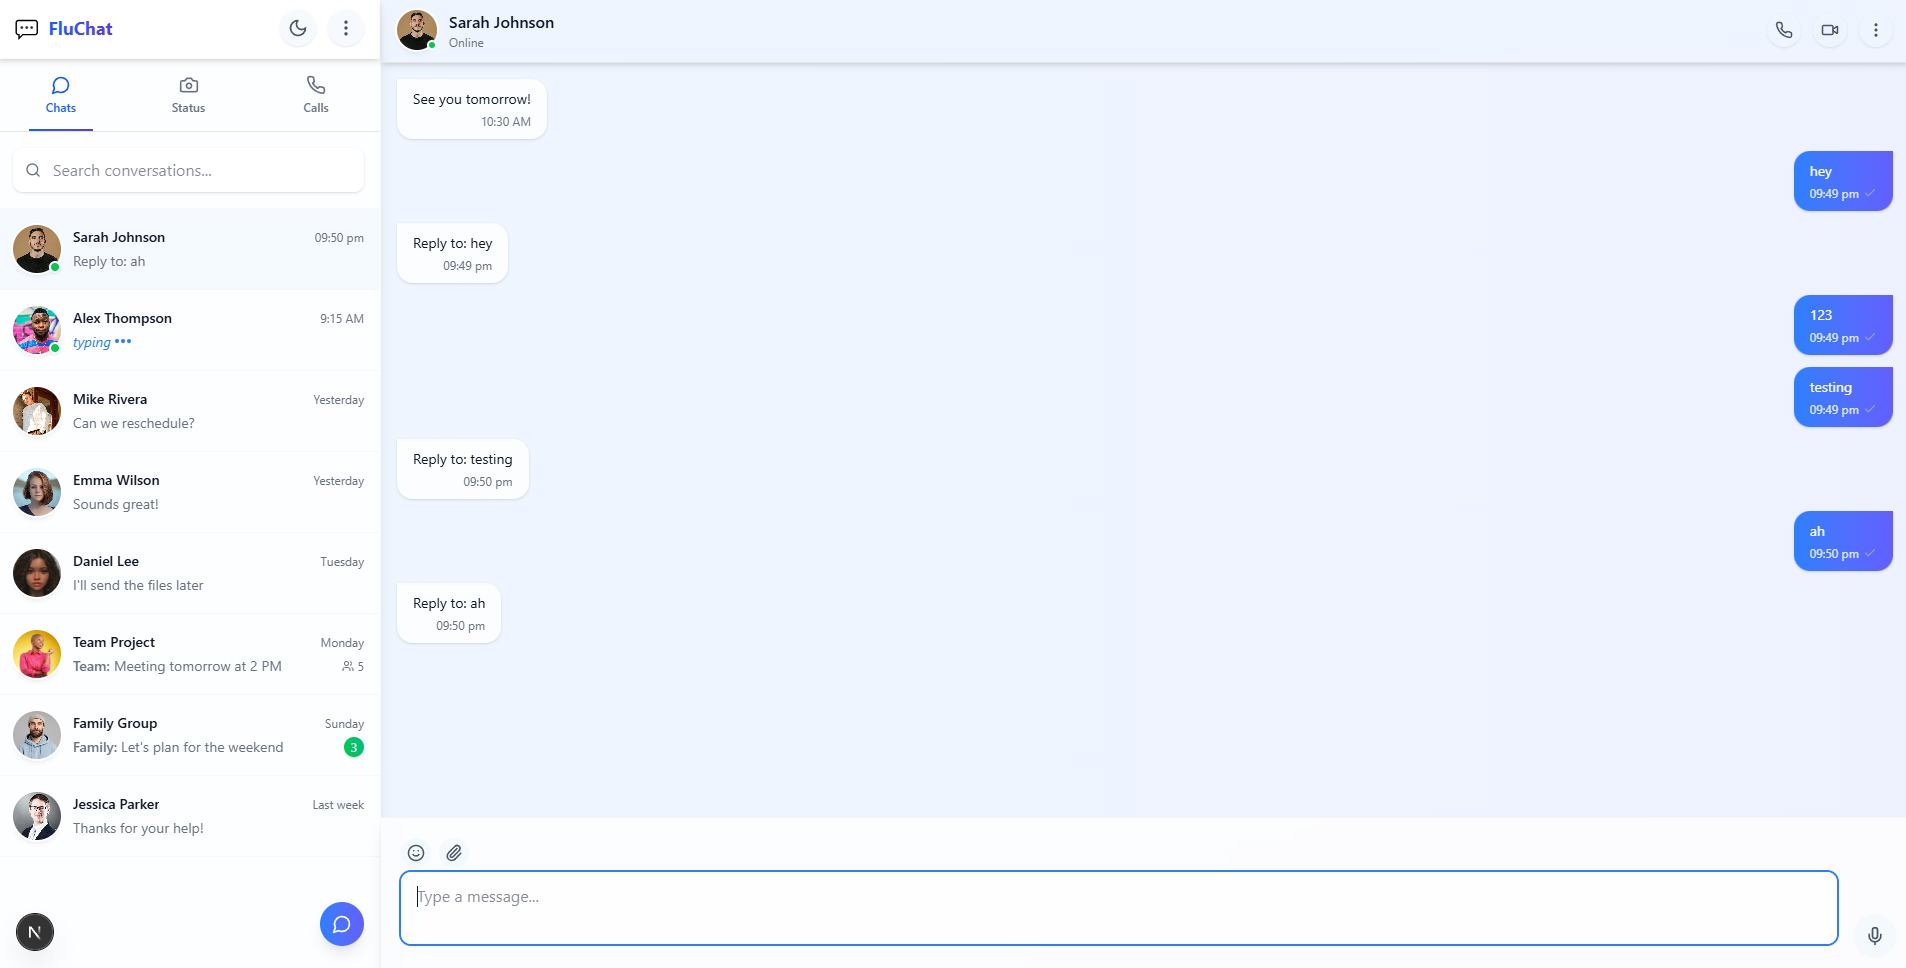 FluChat
Chats
Status
Calls
Search conversations...
Sarah Johnson
09:50 pm
Reply to: ah
Alex Thompson
9:15 AM
typing •••
Mike Rivera
Yesterday
Can we reschedule?
Emma Wilson
Yesterday
Sounds great!
Daniel Lee
Tuesday
I'll send the files later
Team Project
Monday
Team: Meeting tomorrow at 2 PM
5
Family Group
Sunday
Family: Let's plan for the weekend
3
Jessica Parker
Last week
Thanks for your help!
N
Sarah Johnson
Online
See you tomorrow!
10:30 AM
hey
09:49 pm
Reply to: hey
09:49 pm
123
09:49 pm
testing
09:49 pm
Reply to: testing
09:50 pm
ah
09:50 pm
Reply to: ah
09:50 pm
Type a message...